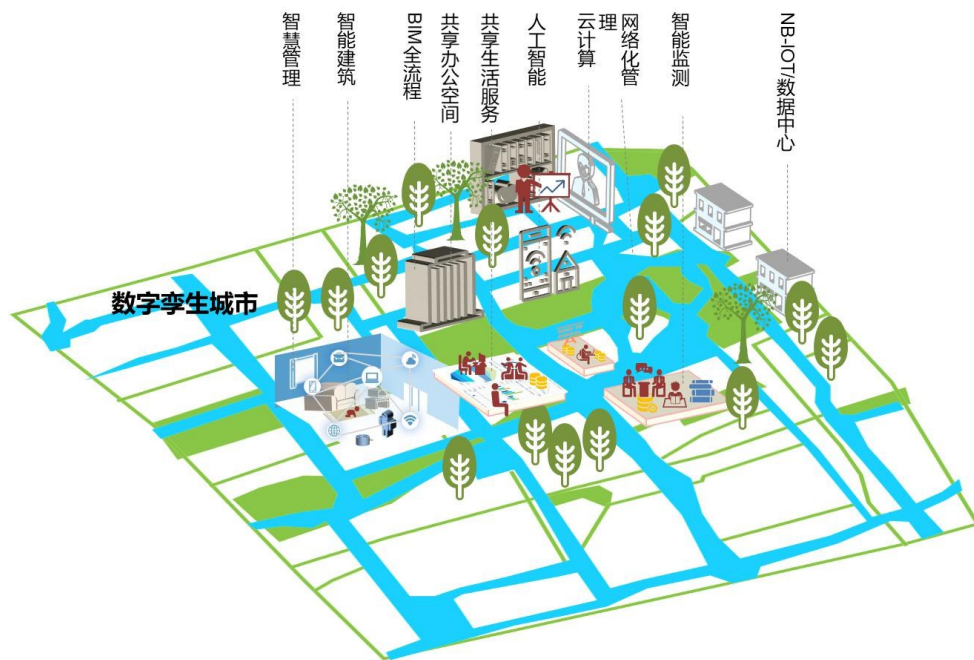 智慧管理
智能建筑
BIM全流程
共享办公空间
共享生活服务
人工智能
云计算
网络化管
理
智能监测
NB-IOT/数据中心
数字孪生城市